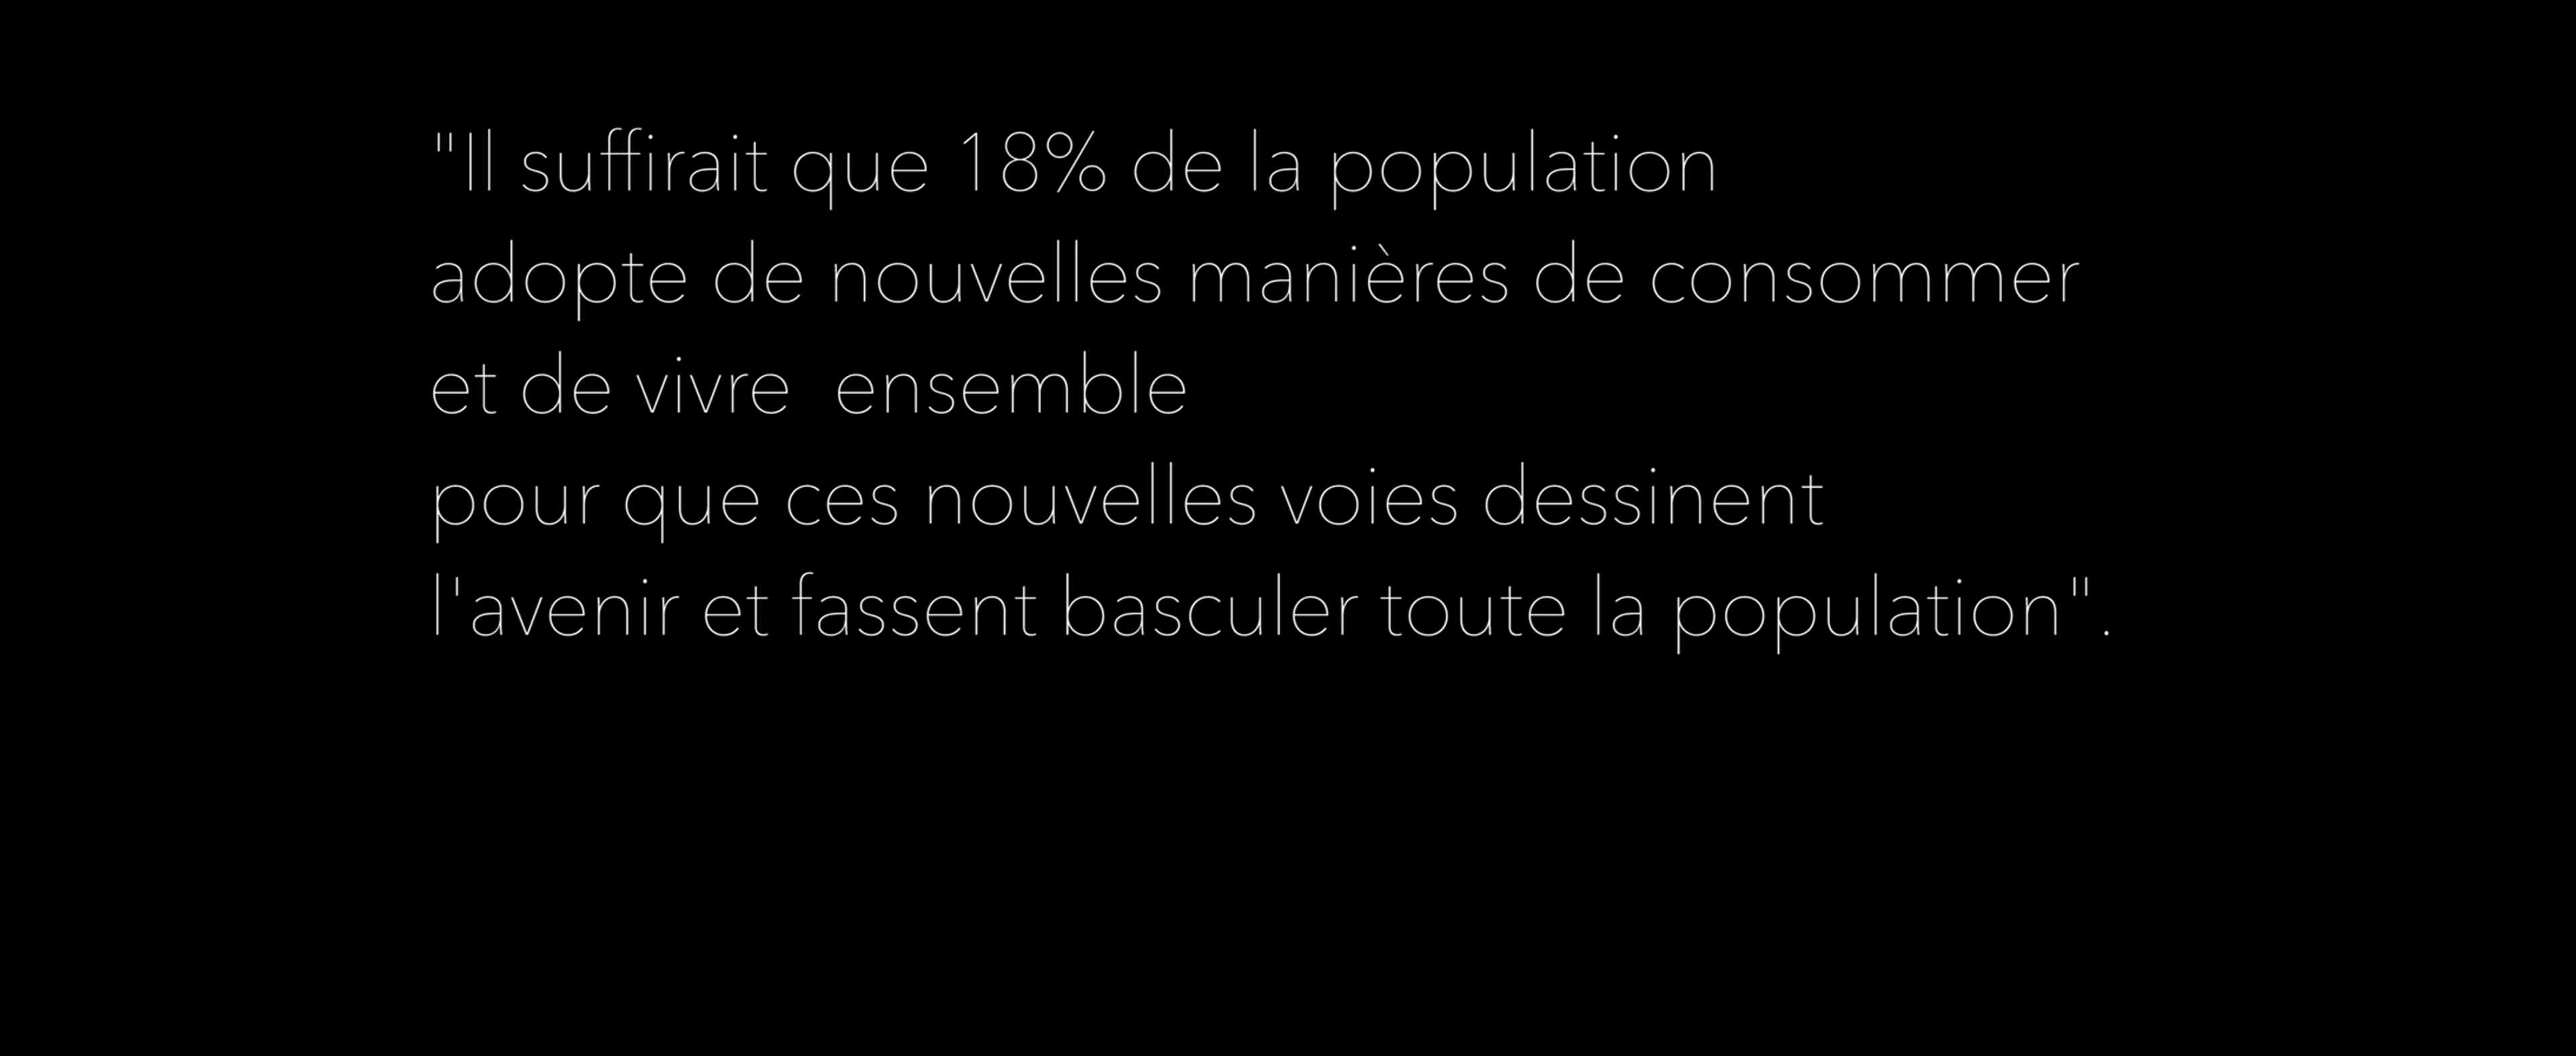 "Il suffirait que 18% de la population
adopte de nouvelles manières de consommer
et de vivre  ensemble
pour que ces nouvelles voies dessinent
l'avenir et fassent basculer toute la population".